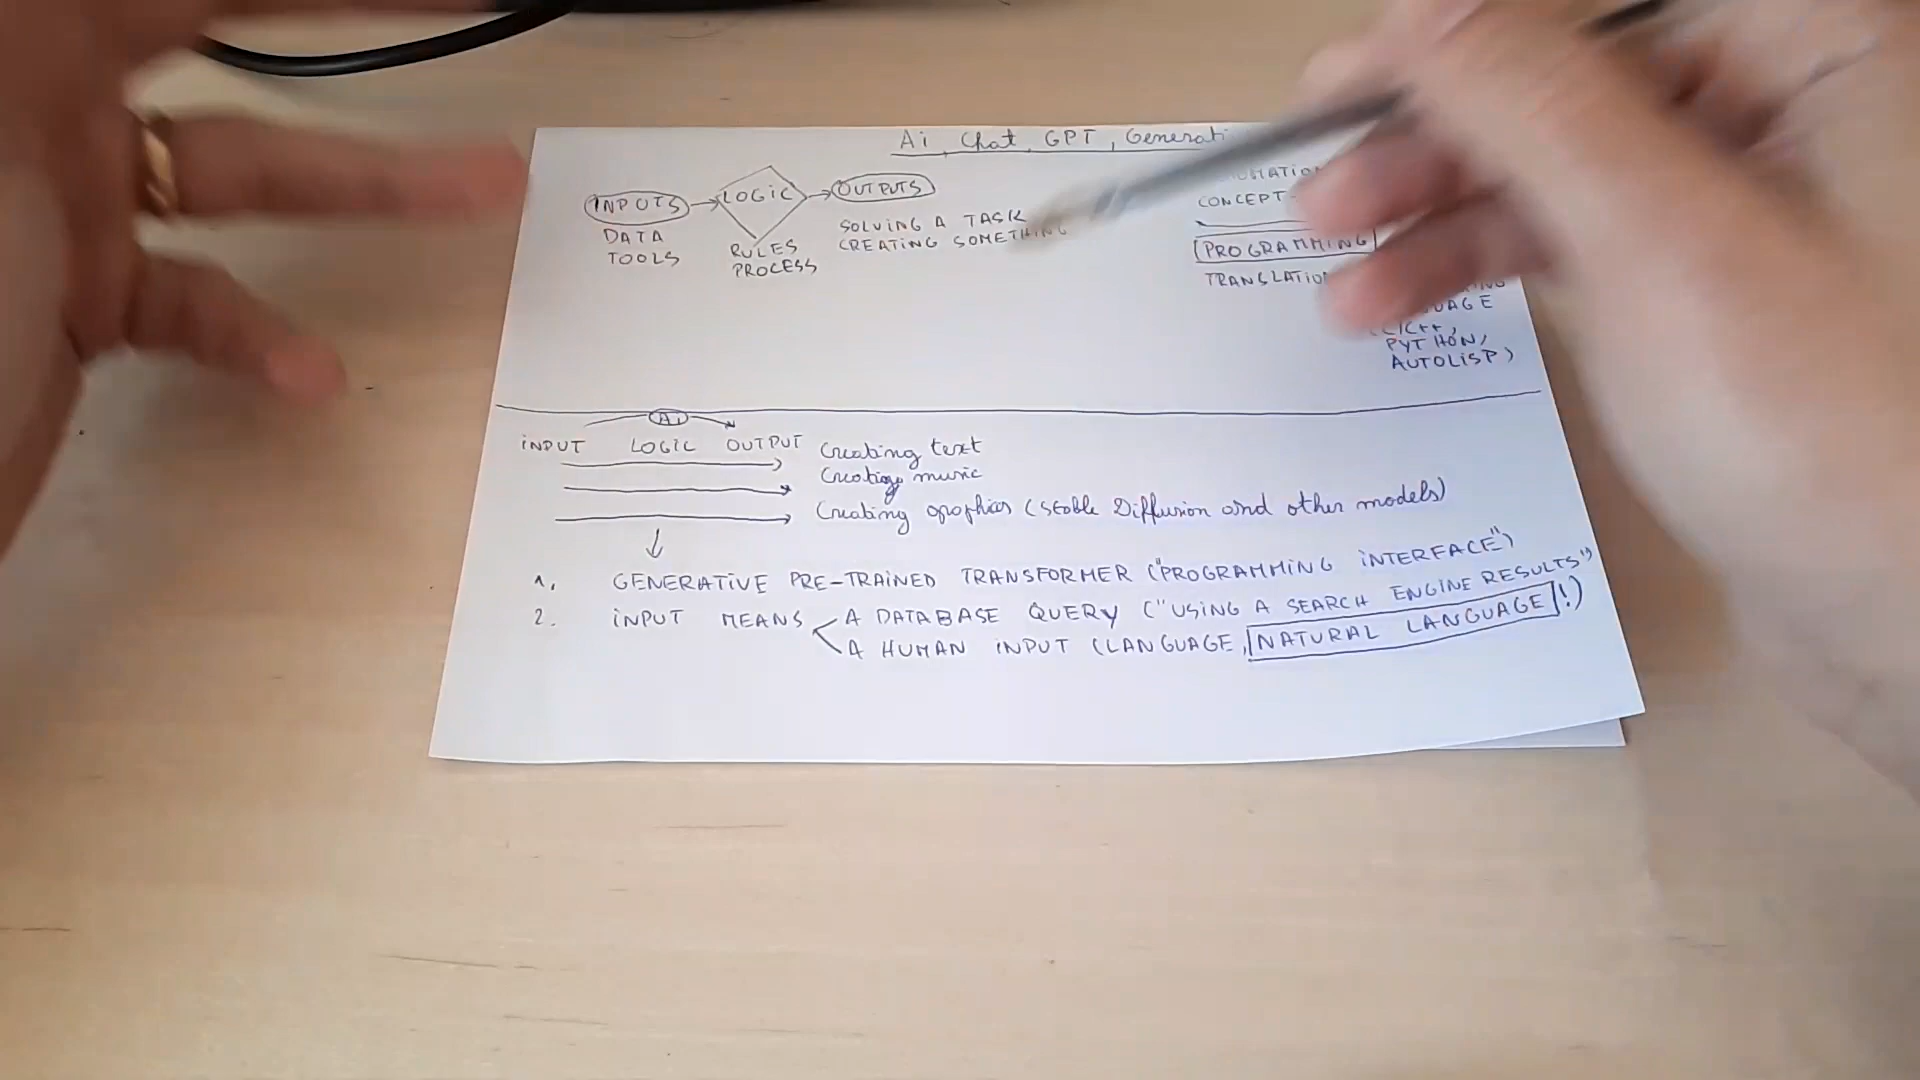 Ai, Chat, GPT, Generati
INPUTS
DATA
TOOLS
LOGIC
RULES
PROCESS
OUTPUTS
SOLVING A TASK
CREATING SOMETHING
CONCEPT
PROGRAMMING
TRANSLATIO
C/C++,
PYTHON,
AUTOLISP)
Ai
INPUT LOGIC OUTPUT
Creating text
Creating music
Creating graphics (Stable Diffusion and other models)
1. GENERATIVE PRE-TRAINED TRANSFORMER ("PROGRAMMING INTERFACE")
2. INPUT MEANS A DATABASE QUERY ("USING A SEARCH ENGINE RESULTS"
A HUMAN INPUT (LANGUAGE, NATURAL LANGUAGE!)